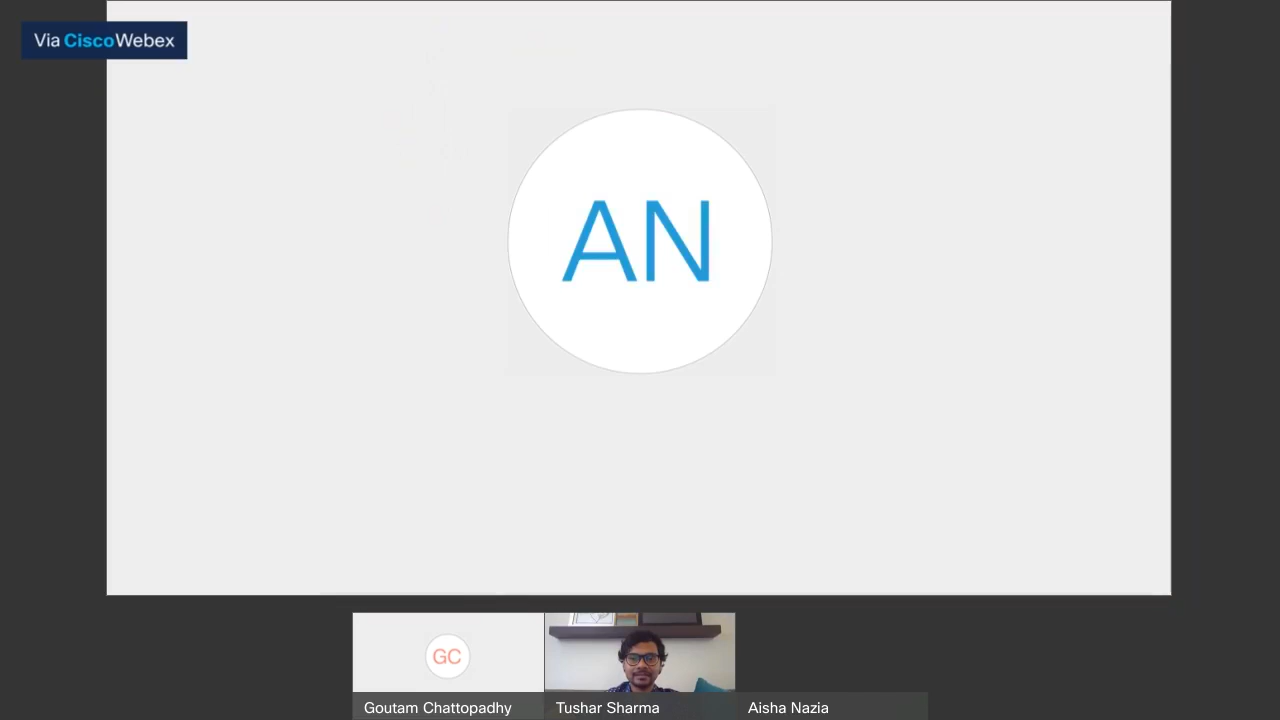 Via CiscoWebex
AN
GC
Goutam Chattopadhy
Tushar Sharma
Aisha Nazia